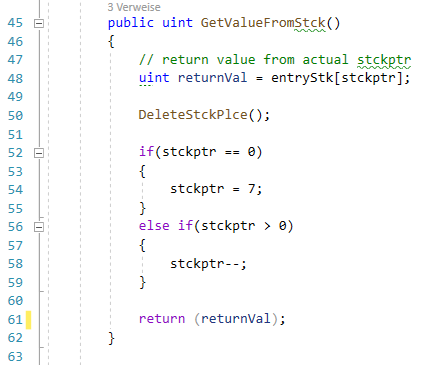 3 Verweise
45 public uint GetValueFromStck()
46 {
47 // return value from actual stckptr
48 uint returnVal = entryStk[stckptr];
49
50 DeleteStckPlce();
51
52 if(stckptr == 0)
53 {
54 stckptr = 7;
55 }
56 else if(stckptr > 0)
57 {
58 stckptr--;
59 }
60
61 return (returnVal);
62 }
63